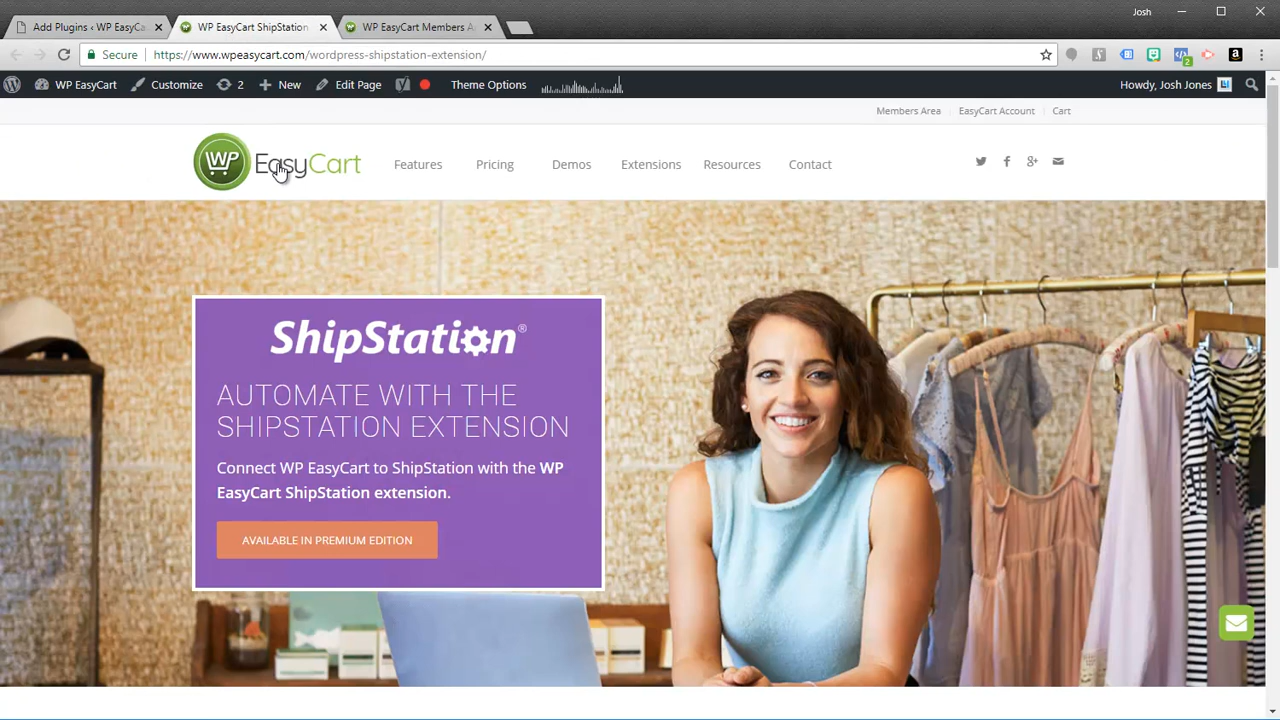 Josh
Add Plugins ‹ WP EasyCa
WP EasyCart ShipStation
WP EasyCart Members A
Secure https://www.wpeasycart.com/wordpress-shipstation-extension/
2
WP EasyCart Customize 2 New Edit Page Theme Options Howdy, Josh Jones
Members Area EasyCart Account Cart
WP EasyCart Features Pricing Demos Extensions Resources Contact
ShipStation®
AUTOMATE WITH THE
SHIPSTATION EXTENSION
Connect WP EasyCart to ShipStation with the WP
EasyCart ShipStation extension.
AVAILABLE IN PREMIUM EDITION